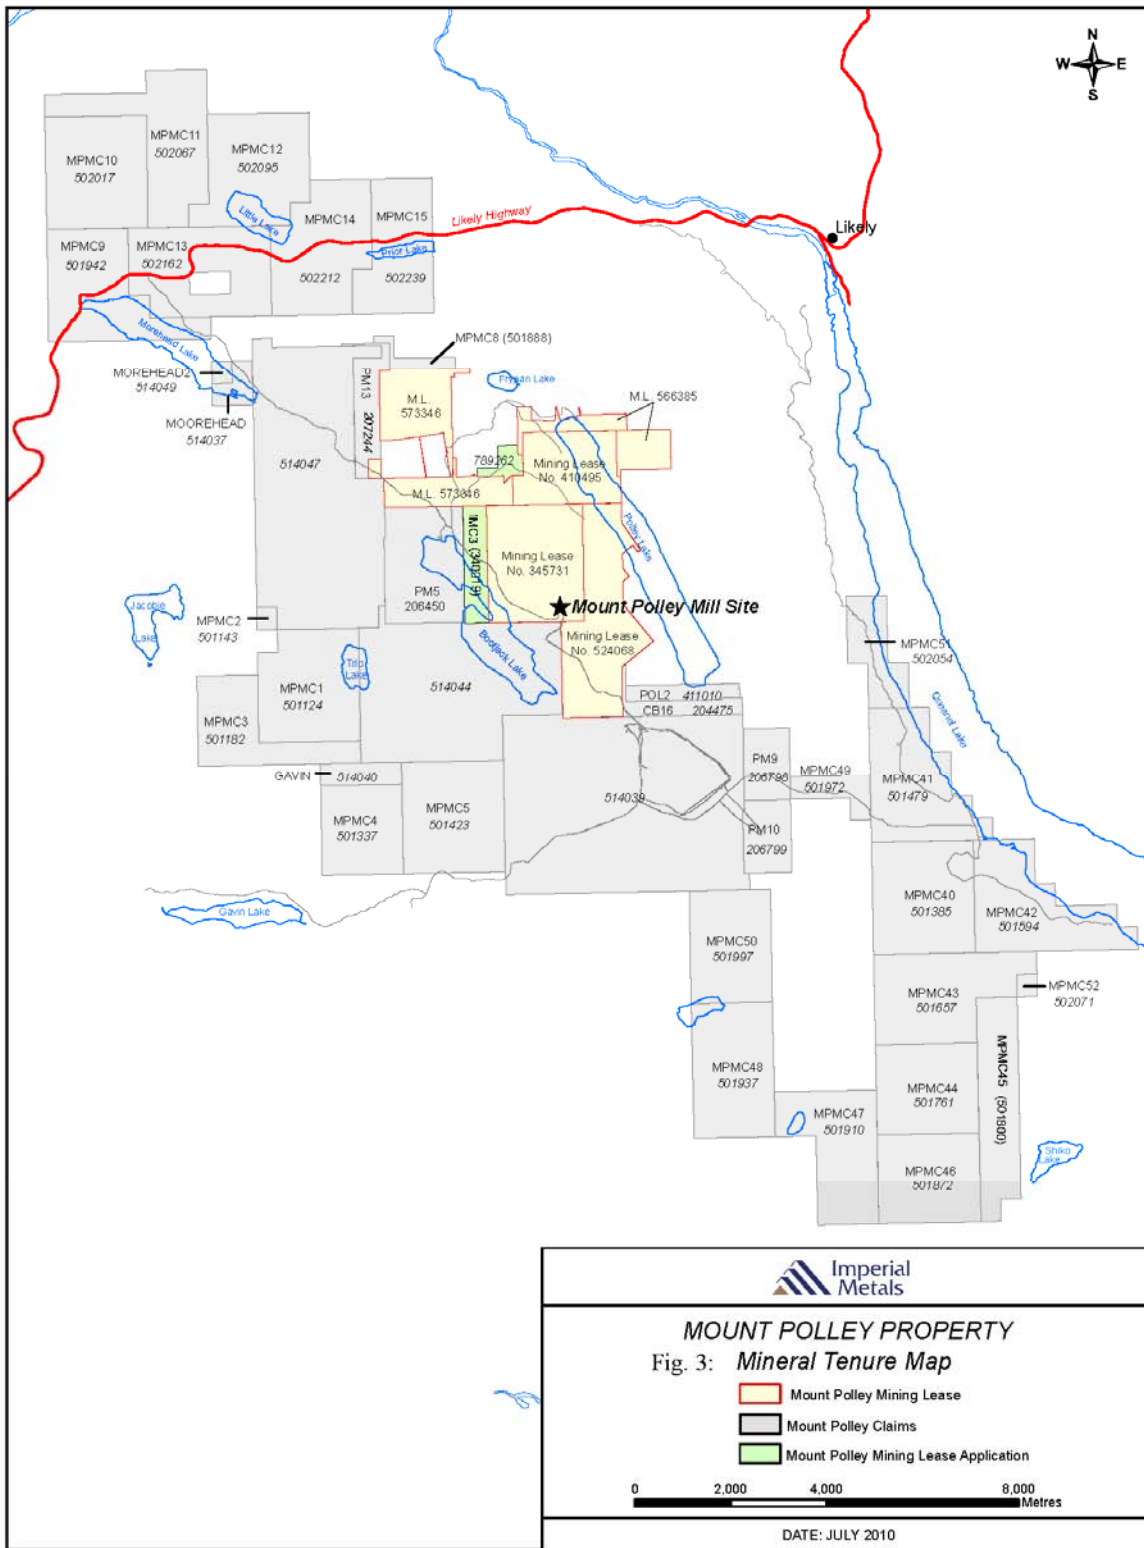 N
W E
S
MPMC11
502067
MPMC10
502017
MPMC12
502095
Little Lake
MPMC14
MPMC15
Likely Highway
Likely
MPMC9
501942
MPMC13
502162
Prior Lake
502212
502239
Morehead Lake
MPMC8 (501888)
MOREHEAD2
514049
PM13 207244
M.L.
573346
Frypan Lake
M.L. 566385
MOOREHEAD
514037
514047
789262
Mining Lease
No. 410495
M.L. 573346
Polley Lake
Mining Lease
No. 345731
PM5
206450
Mount Polley Mill Site
Jacobie
Lake
MPMC2
501143
Bootjack Lake
Mining Lease
No. 524068
MPMC51
502054
Trio
Lake
MPMC1
501124
514044
POL2 411010
CB16 204475
Quesnel Lake
MPMC3
501182
GAVIN
514040
PM9
206798
MPMC49
501972
MPMC41
501479
514039
MPMC4
501337
MPMC5
501423
PM10
206799
Gavin Lake
MPMC40
501385
MPMC42
501594
MPMC50
501997
MPMC43
501657
MPMC52
502071
MPMC48
501937
MPMC44
501761
MPMC45 (501800)
MPMC47
501910
MPMC46
501872
Shiko
Lake
Imperial
Metals
MOUNT POLLEY PROPERTY
Fig. 3: Mineral Tenure Map
Mount Polley Mining Lease
Mount Polley Claims
Mount Polley Mining Lease Application
0 2,000 4,000 8,000
Metres
DATE: JULY 2010